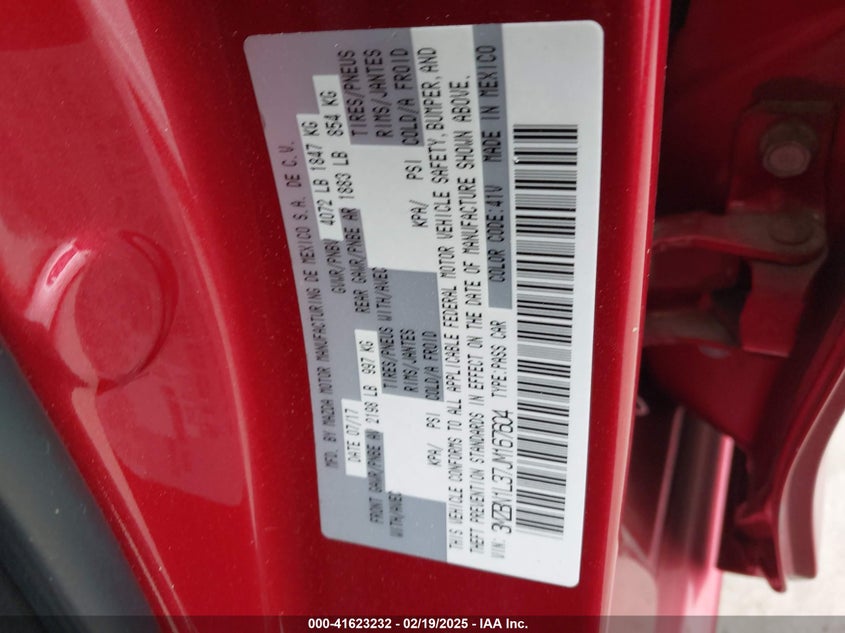 MFD. BY MAZDA MOTOR MANUFACTURING DE MEXICO S.A. DE C.V.
DATE 07/17 GVWR/PNBV 4072 LB 1847 KG
FRONT GAWR/PNBE AV 2198 LB 997 KG REAR GAWR/PNBE AR 1883 LB 854 KG
WITH/AVEC TIRES/PNEUS WITH/AVEC TIRES/PNEUS
RIMS/JANTES RIMS/JANTES
KPA/ PSI COLD/A FROID KPA/ PSI COLD/A FROID
THIS VEHICLE CONFORMS TO ALL APPLICABLE FEDERAL MOTOR VEHICLE SAFETY, BUMPER, AND
THEFT PREVENTION STANDARDS IN EFFECT ON THE DATE OF MANUFACTURE SHOWN ABOVE.
VIN: 3MZBN1L37JM167604 TYPE:PASS CAR COLOR CODE:41V MADE IN MEXICO
000-41623232 - 02/19/2025 - IAA Inc.